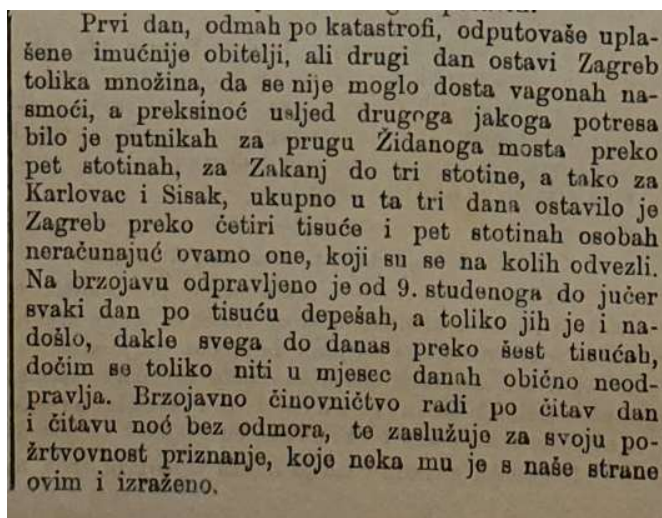 Prvi dan, odmah po katastrofi, odputovaše upla-
šene imućnije obitelji, ali drugi dan ostavi Zagreb
tolika množina, da se nije moglo dosta vagonah na-
smoći, a preksinoć usljed drugoga jakoga potresa
bilo je putnikah za prugu Židanoga mosta preko
pet stotinah, za Zakanj do tri stotine, a tako za
Karlovac i Sisak, ukupno u ta tri dana ostavilo je
Zagreb preko četiri tisuće i pet stotinah osobah
neračunajuć ovamo one, koji su se na kolih odvezli.
Na brzojavu odpravljeno je od 9. studenoga do jučer
svaki dan po tisuću depešah, a toliko jih je i na-
došlo, dakle svega do danas preko šest tisućah,
dočim se toliko niti u mjesec danah obično neod-
pravlja. Brzojavno činovničtvo radi po čitav dan
i čitavu noć bez odmora, te zaslužuje za svoju po-
žrtvovnost priznanje, koje neka mu je s naše strane
ovim i izraženo.